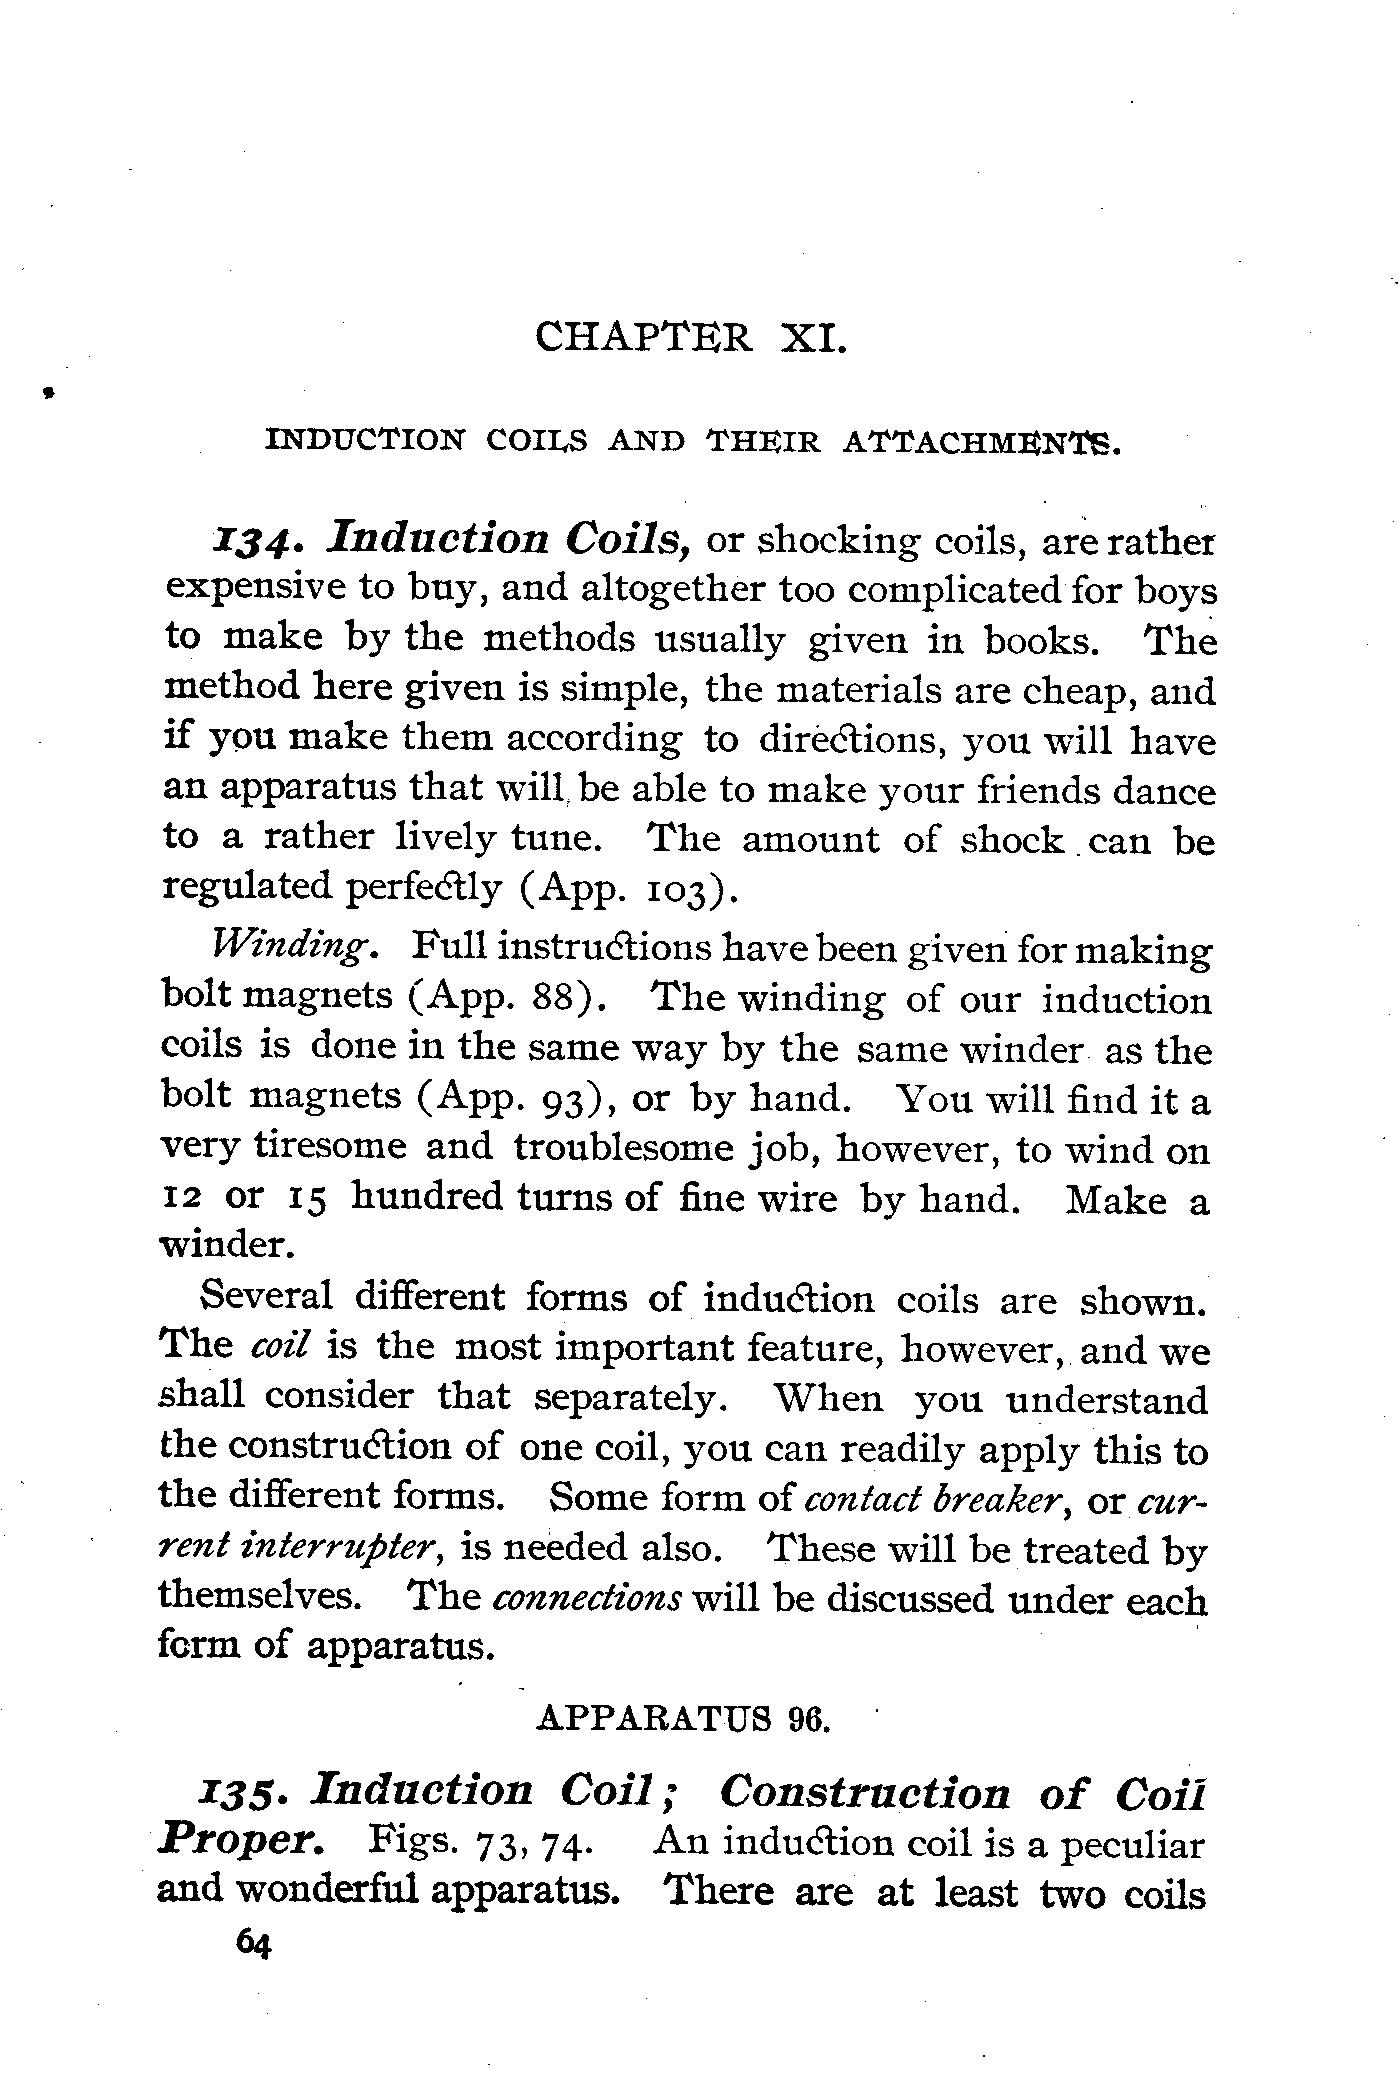 CHAPTER XI.
INDUCTION COILS AND THEIR ATTACHMENTS.
134. Induction Coils, or shocking coils, are rather
expensive to buy, and altogether too complicated for boys
to make by the methods usually given in books. The
method here given is simple, the materials are cheap, and
if you make them according to directions, you will have
an apparatus that will be able to make your friends dance
to a rather lively tune. The amount of shock can be
regulated perfectly (App. 103).
Winding. Full instructions have been given for making
bolt magnets (App. 88). The winding of our induction
coils is done in the same way by the same winder as the
bolt magnets (App. 93), or by hand. You will find it a
very tiresome and troublesome job, however, to wind on
12 or 15 hundred turns of fine wire by hand. Make a
winder.
Several different forms of induction coils are shown.
The coil is the most important feature, however, and we
shall consider that separately. When you understand
the construction of one coil, you can readily apply this to
the different forms. Some form of contact breaker, or cur-
rent interrupter, is needed also. These will be treated by
themselves. The connections will be discussed under each
form of apparatus.
APPARATUS 96.
135. Induction Coil; Construction of Coil
Proper. Figs. 73, 74. An induction coil is a peculiar
and wonderful apparatus. There are at least two coils
64